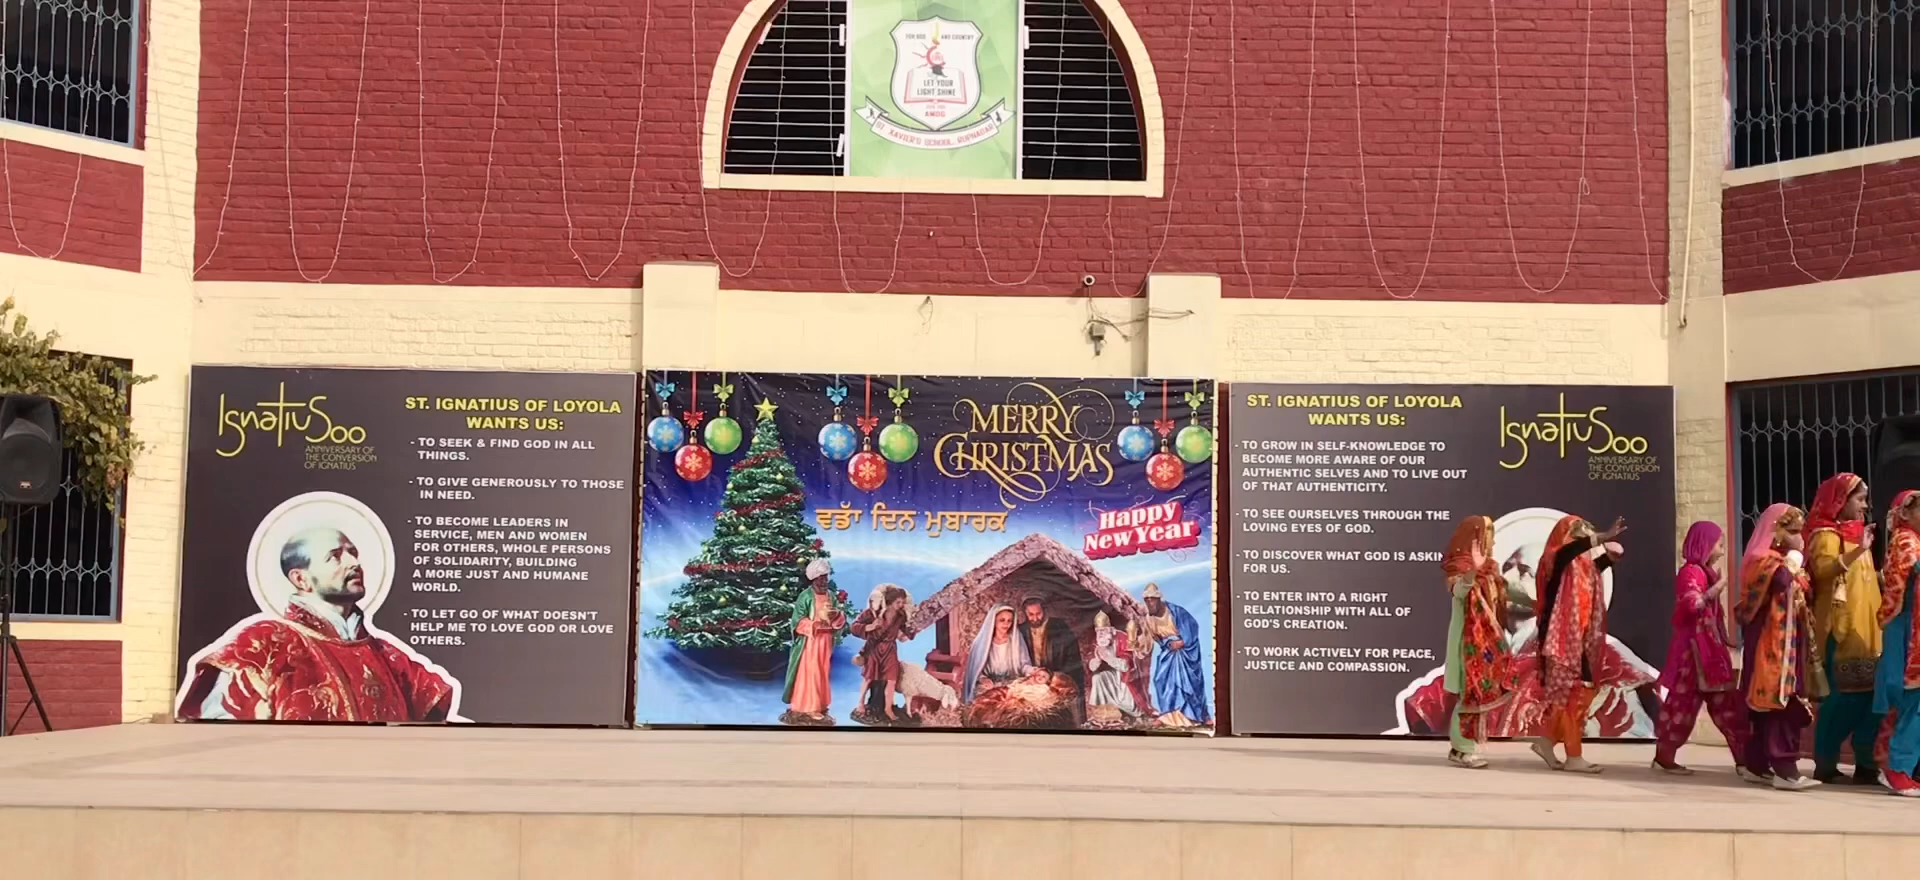 FOR GOD AND COUNTRY
LET YOUR
LIGHT SHINE
AMDG
ST. XAVIER'S SCHOOL, RUPNAGAR
Ignatius500
ANNIVERSARY OF
THE CONVERSION
OF IGNATIUS
ST. IGNATIUS OF LOYOLA
WANTS US:
- TO SEEK & FIND GOD IN ALL
THINGS.
- TO GIVE GENEROUSLY TO THOSE
IN NEED.
- TO BECOME LEADERS IN
SERVICE, MEN AND WOMEN
FOR OTHERS, WHOLE PERSONS
OF SOLIDARITY, BUILDING
A MORE JUST AND HUMANE
WORLD.
- TO LET GO OF WHAT DOESN'T
HELP ME TO LOVE GOD OR LOVE
OTHERS.
MERRY
CHRISTMAS
ਵਡਾੱ ਦਿਨ ਮੁਬਾਰਕ
Happy
New Year
ST. IGNATIUS OF LOYOLA
WANTS US:
- TO GROW IN SELF-KNOWLEDGE TO
BECOME MORE AWARE OF OUR
AUTHENTIC SELVES AND TO LIVE OUT
OF THAT AUTHENTICITY.
- TO SEE OURSELVES THROUGH THE
LOVING EYES OF GOD.
- TO DISCOVER WHAT GOD IS ASKIN
FOR US.
- TO ENTER INTO A RIGHT
RELATIONSHIP WITH ALL OF
GOD'S CREATION.
- TO WORK ACTIVELY FOR PEACE,
JUSTICE AND COMPASSION.
Ignatius500
ANNIVERSARY OF
THE CONVERSION
OF IGNATIUS